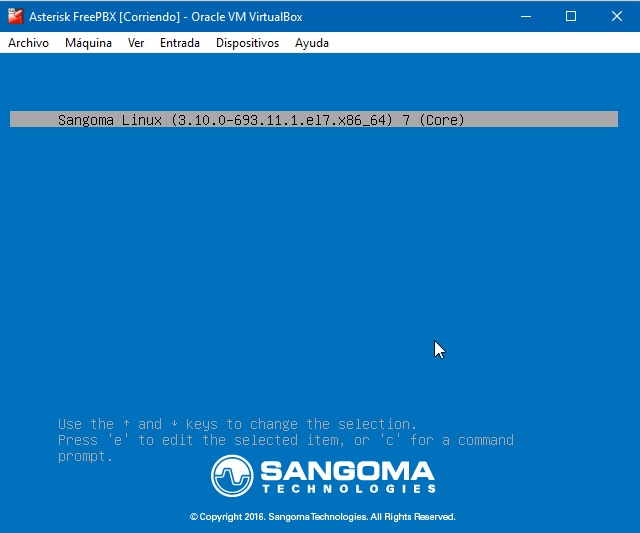 Asterisk FreePBX [Corriendo] - Oracle VM VirtualBox
Archivo Máquina Ver Entrada Dispositivos Ayuda
Sangoma Linux (3.10.0-693.11.1.el7.x86_64) 7 (Core)
Use the ↑ and ↓ keys to change the selection.
Press 'e' to edit the selected item, or 'c' for a command
prompt.
SANGOMA
TECHNOLOGIES
© Copyright 2016. Sangoma Technologies. All Rights Reserved.